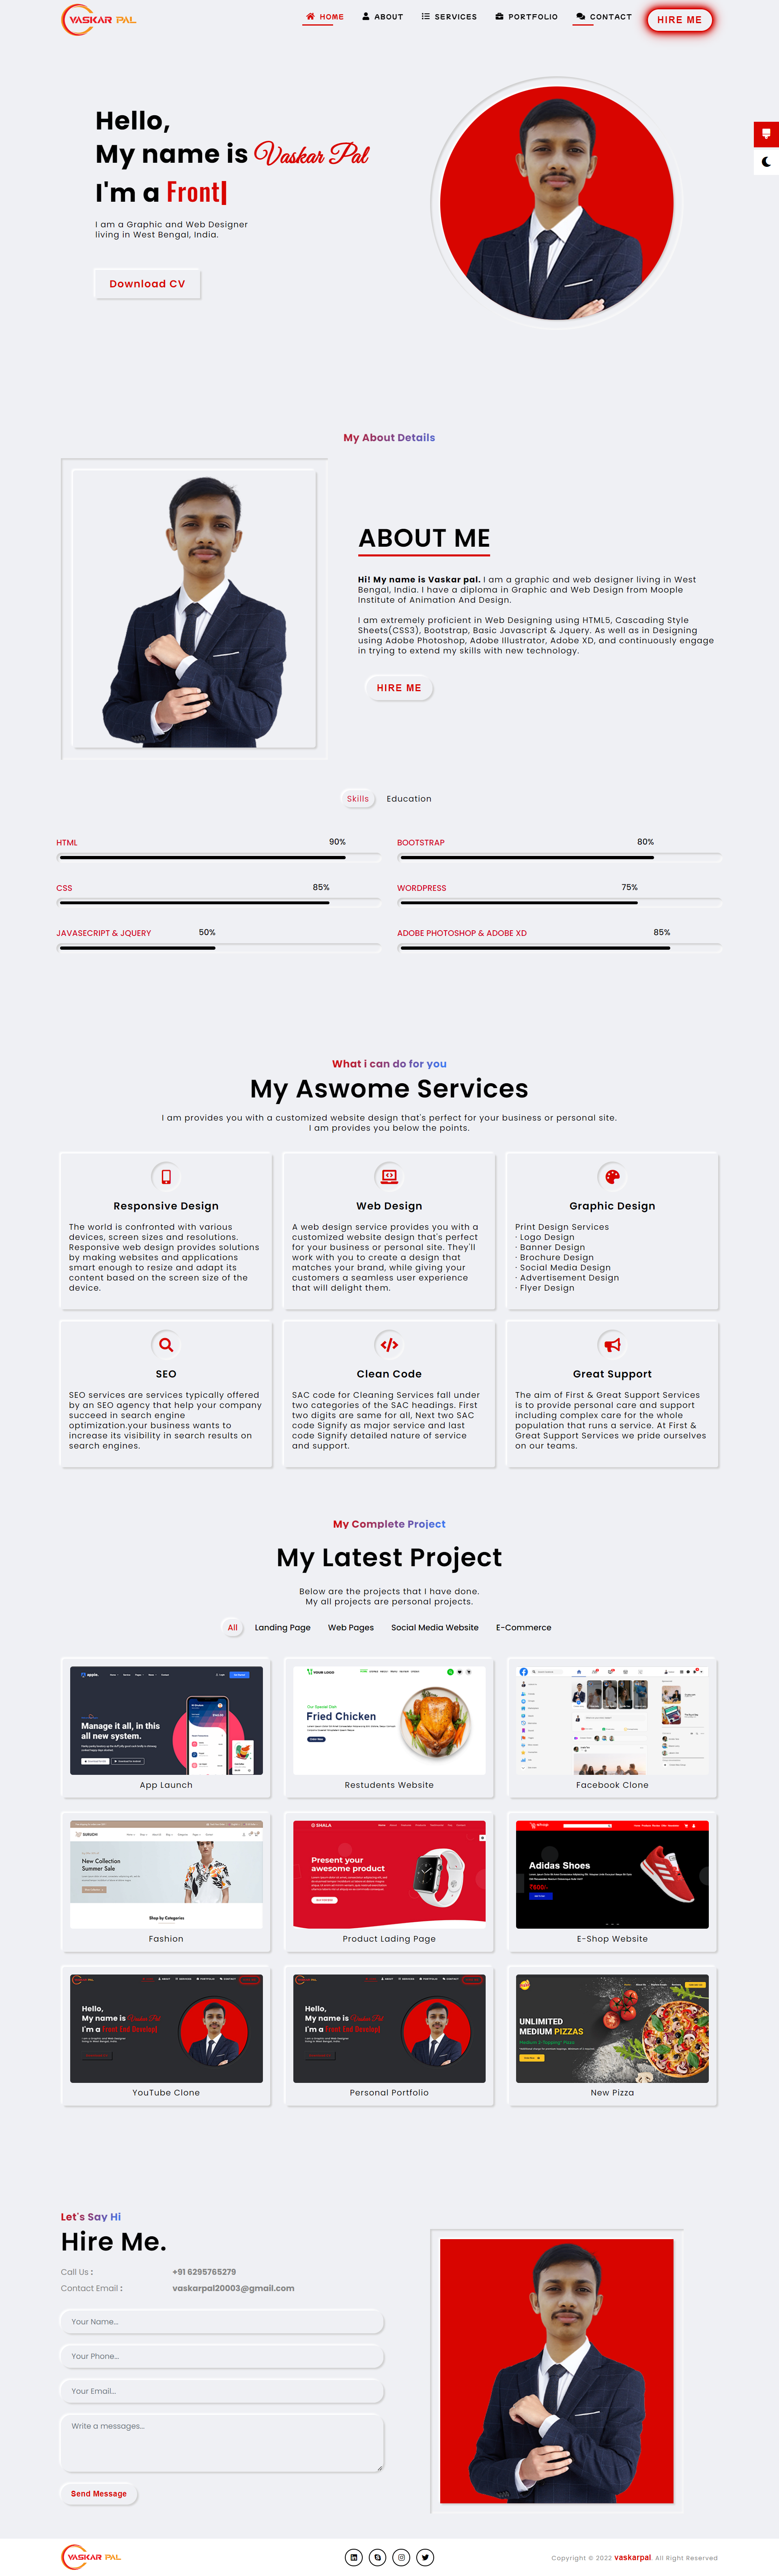 VASKAR PAL
HOME
ABOUT
SERVICES
PORTFOLIO
CONTACT
HIRE ME
Hello,
My name is Vaskar Pal
I'm a Front|
I am a Graphic and Web Designer
living in West Bengal, India.
Download CV
My About Details
ABOUT ME
Hi! My name is Vaskar pal. I am a graphic and web designer living in West
Bengal, India. I have a diploma in Graphic and Web Design from Moople
Institute of Animation And Design.
I am extremely proficient in Web Designing using HTML5, Cascading Style
Sheets(CSS3), Bootstrap, Basic Javascript & Jquery. As well as in Designing
using Adobe Photoshop, Adobe Illustrator, Adobe XD, and continuously engage
in trying to extend my skills with new technology.
HIRE ME
Skills
Education
HTML 90%
BOOTSTRAP 80%
CSS 85%
WORDPRESS 75%
JAVASECRIPT & JQUERY 50%
ADOBE PHOTOSHOP & ADOBE XD 85%
What i can do for you
My Aswome Services
I am provides you with a customized website design that's perfect for your business or personal site.
I am provides you below the points.
Responsive Design
The world is confronted with various
devices, screen sizes and resolutions.
Responsive web design provides solutions
by making websites and applications
smart enough to resize and adapt its
content based on the screen size of the
device.
Web Design
A web design service provides you with a
customized website design that's perfect
for your business or personal site. They'll
work with you to create a design that
matches your brand, while giving your
customers a seamless user experience
that will delight them.
Graphic Design
Print Design Services
· Logo Design
· Banner Design
· Brochure Design
· Social Media Design
· Advertisement Design
· Flyer Design
SEO
SEO services are services typically offered
by an SEO agency that help your company
succeed in search engine
optimization.your business wants to
increase its visibility in search results on
search engines.
Clean Code
SAC code for Cleaning Services fall under
two categories of the SAC headings. First
two digits are same for all, Next two SAC
code Signify as major service and last
code Signify detailed nature of service
and support.
Great Support
The aim of First & Great Support Services
is to provide personal care and support
including complex care for the whole
population that runs a service. At First &
Great Support Services we pride ourselves
on our teams.
My Complete Project
My Latest Project
Below are the projects that I have done.
My all projects are personal projects.
All
Landing Page
Web Pages
Social Media Website
E-Commerce
Manage it all, in this
all new system.
App Launch
YOUR LOGO
Fried Chicken
Restudents Website
Facebook Clone
New Collection
Summer Sale
Shop by Categories
Fashion
SHALA
Present your
awesome product
Product Lading Page
Adidas Shoes
E-Shop Website
Hello,
My name is Vaskar Pal
I'm a Front End Develop|
YouTube Clone
Hello,
My name is Vaskar Pal
I'm a Front End Develop|
Personal Portfolio
UNLIMITED
MEDIUM PIZZAS
New Pizza
Let's Say Hi
Hire Me.
Call Us : +91 6295765279
Contact Email : vaskarpal20003@gmail.com
Your Name...
Your Phone...
Your Email...
Write a messages...
Send Message
VASKAR PAL
Copyright © 2022 vaskarpal. All Right Reserved